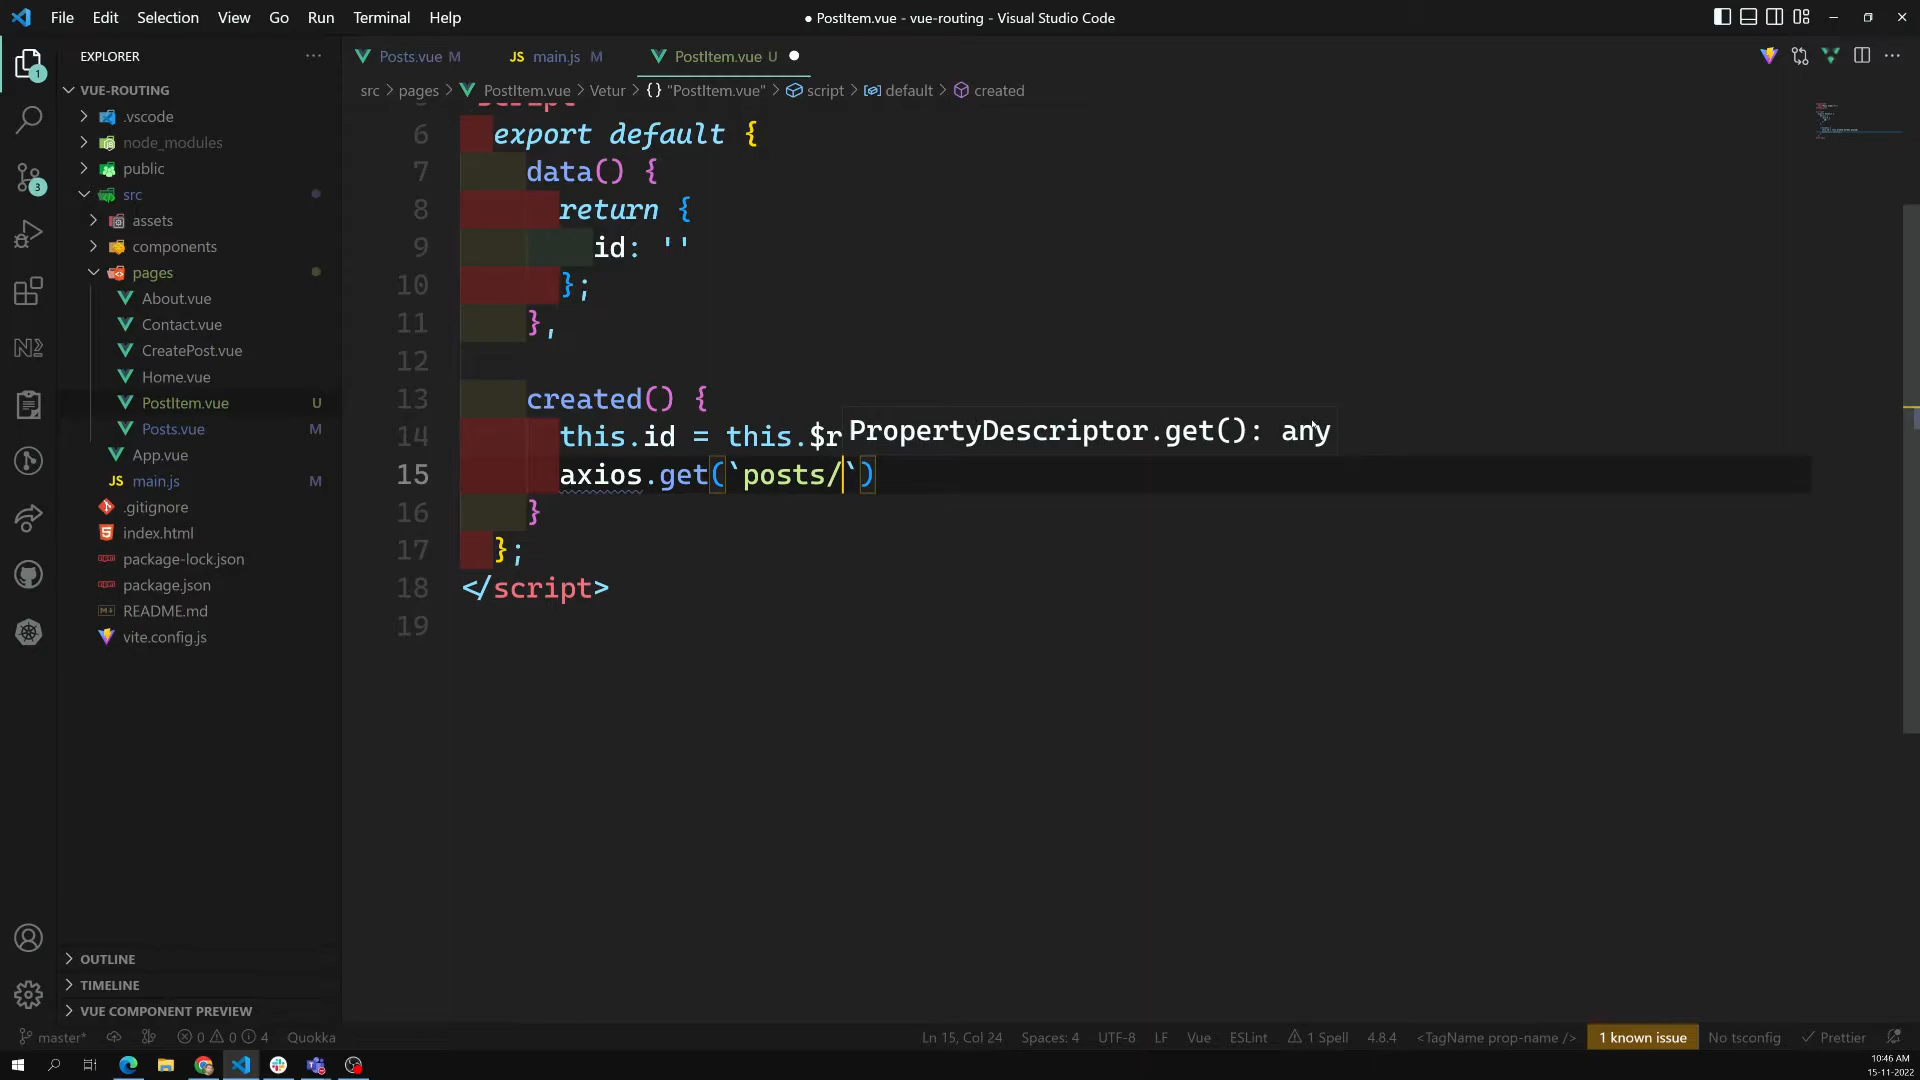 File Edit Selection View Go Run Terminal Help
● PostItem.vue - vue-routing - Visual Studio Code
EXPLORER
VUE-ROUTING
.vscode
node_modules
public
src
assets
components
pages
About.vue
Contact.vue
CreatePost.vue
Home.vue
PostItem.vue U
Posts.vue M
App.vue
JS main.js M
.gitignore
index.html
package-lock.json
package.json
README.md
vite.config.js
OUTLINE
TIMELINE
VUE COMPONENT PREVIEW
1
3
Posts.vue M JS main.js M PostItem.vue U
src > pages > PostItem.vue > Vetur > {} "PostItem.vue" > script > default > created
script
6 export default {
7 data() {
8 return {
9 id: ''
10 };
11 },
12
13 created() {
14 this.id = this.$r
PropertyDescriptor.get(): any
15 axios.get(`posts/`)
16 }
17 };
18 </script>
19
master* 0 0 4 Quokka Ln 15, Col 24 Spaces: 4 UTF-8 LF Vue ESLint 1 Spell 4.8.4 <TagName prop-name /> 1 known issue No tsconfig Prettier
10:46 AM
15-11-2022